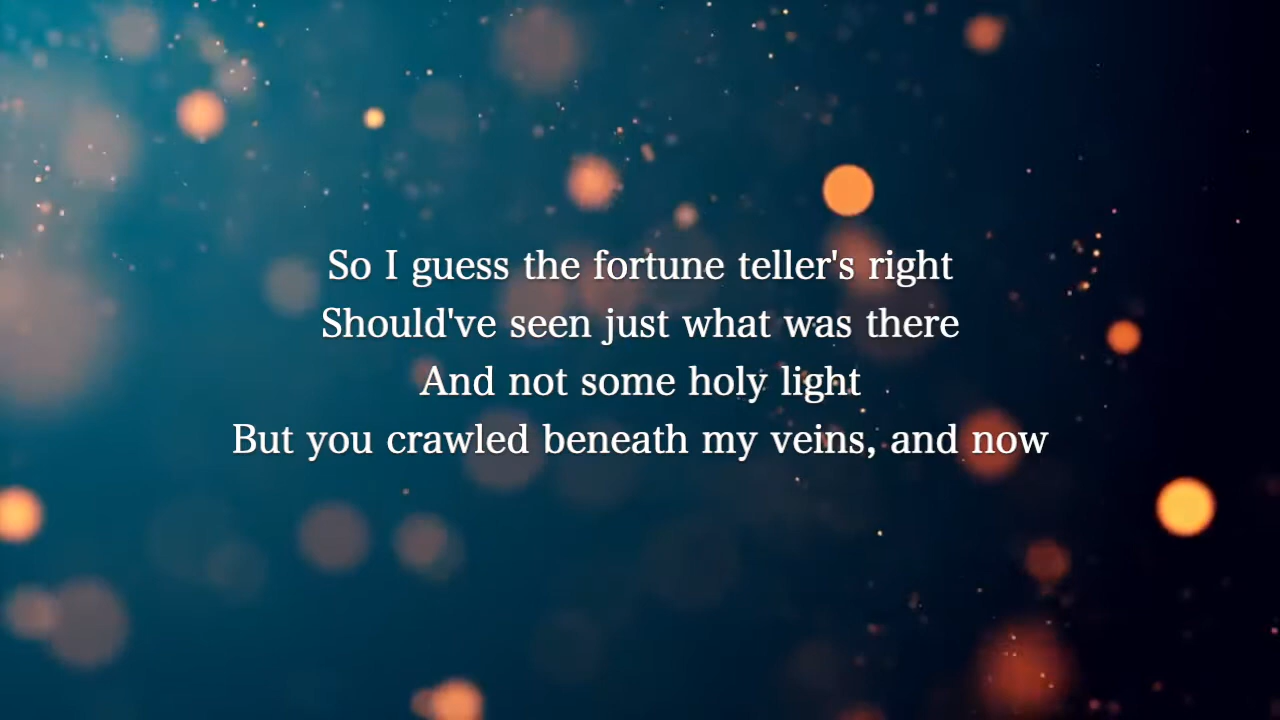 So I guess the fortune teller's right
Should've seen just what was there
And not some holy light
But you crawled beneath my veins, and now